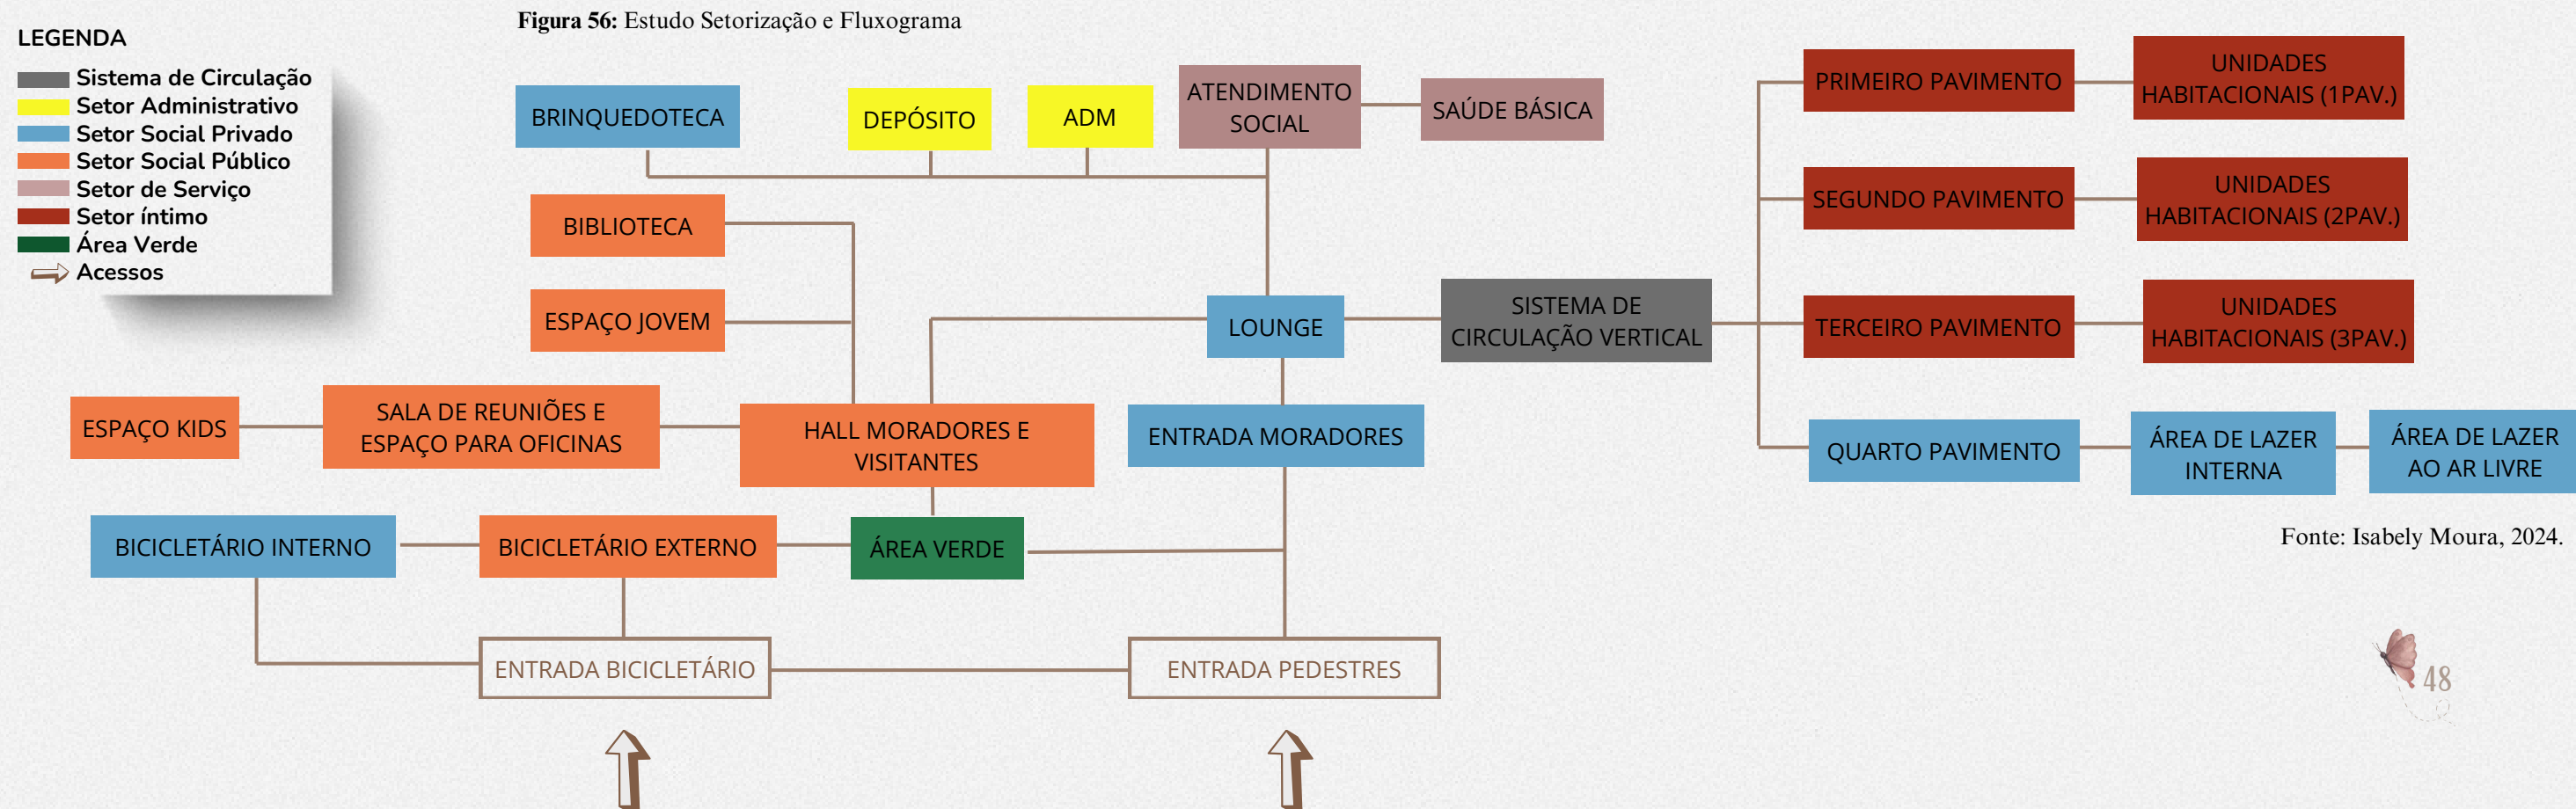 Figura 56: Estudo Setorização e Fluxograma
LEGENDA
Sistema de Circulação
Setor Administrativo
Setor Social Privado
Setor Social Público
Setor de Serviço
Setor íntimo
Área Verde
Acessos
BRINQUEDOTECA
DEPÓSITO
ADM
ATENDIMENTO
SOCIAL
SAÚDE BÁSICA
BIBLIOTECA
ESPAÇO JOVEM
LOUNGE
SISTEMA DE
CIRCULAÇÃO VERTICAL
ESPAÇO KIDS
SALA DE REUNIÕES E
ESPAÇO PARA OFICINAS
HALL MORADORES E
VISITANTES
ENTRADA MORADORES
BICICLETÁRIO INTERNO
BICICLETÁRIO EXTERNO
ÁREA VERDE
ENTRADA BICICLETÁRIO
ENTRADA PEDESTRES
PRIMEIRO PAVIMENTO
UNIDADES
HABITACIONAIS (1PAV.)
SEGUNDO PAVIMENTO
UNIDADES
HABITACIONAIS (2PAV.)
TERCEIRO PAVIMENTO
UNIDADES
HABITACIONAIS (3PAV.)
QUARTO PAVIMENTO
ÁREA DE LAZER
INTERNA
ÁREA DE LAZER
AO AR LIVRE
Fonte: Isabely Moura, 2024.
48